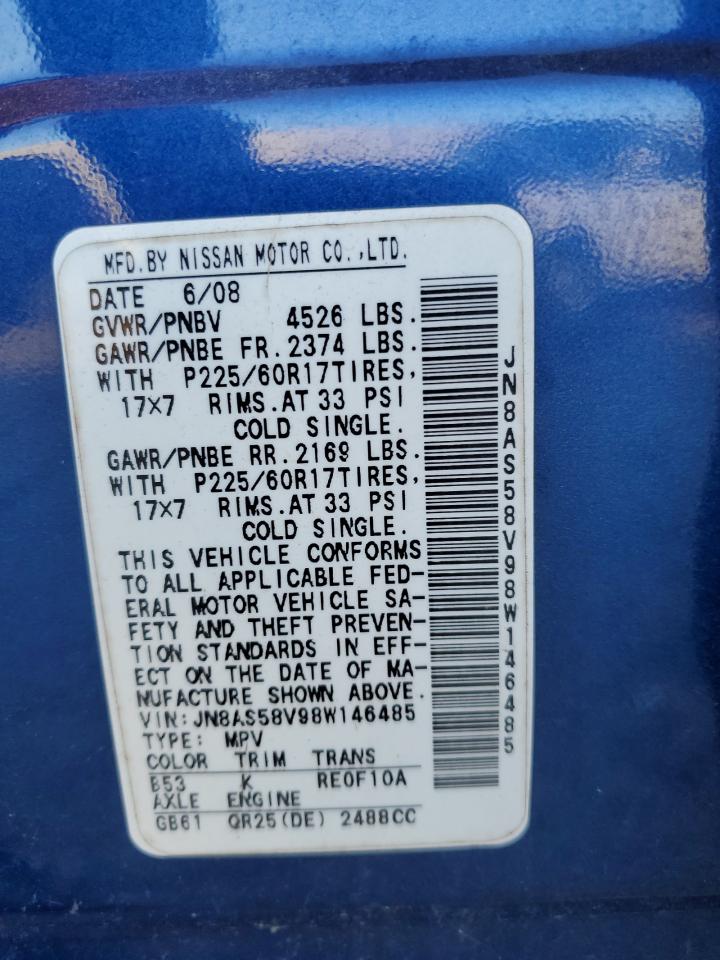 MFD.BY NISSAN MOTOR CO.,LTD.
DATE 6/08
GVWR/PNBV 4526 LBS.
GAWR/PNBE FR.2374 LBS.
WITH P225/60R17TIRES,
17X7 RIMS.AT 33 PSI
COLD SINGLE.
GAWR/PNBE RR.2169 LBS.
WITH P225/60R17TIRES,
17X7 RIMS.AT 33 PSI
COLD SINGLE.
THIS VEHICLE CONFORMS
TO ALL APPLICABLE FED-
ERAL MOTOR VEHICLE SA-
FETY AND THEFT PREVEN-
TION STANDARDS IN EFF-
ECT ON THE DATE OF MA-
NUFACTURE SHOWN ABOVE.
VIN:JN8AS58V98W146485
TYPE: MPV
COLOR TRIM TRANS
B53 K RE0F10A
AXLE ENGINE
GB61 QR25(DE) 2488CC
JN8AS58V98W146485